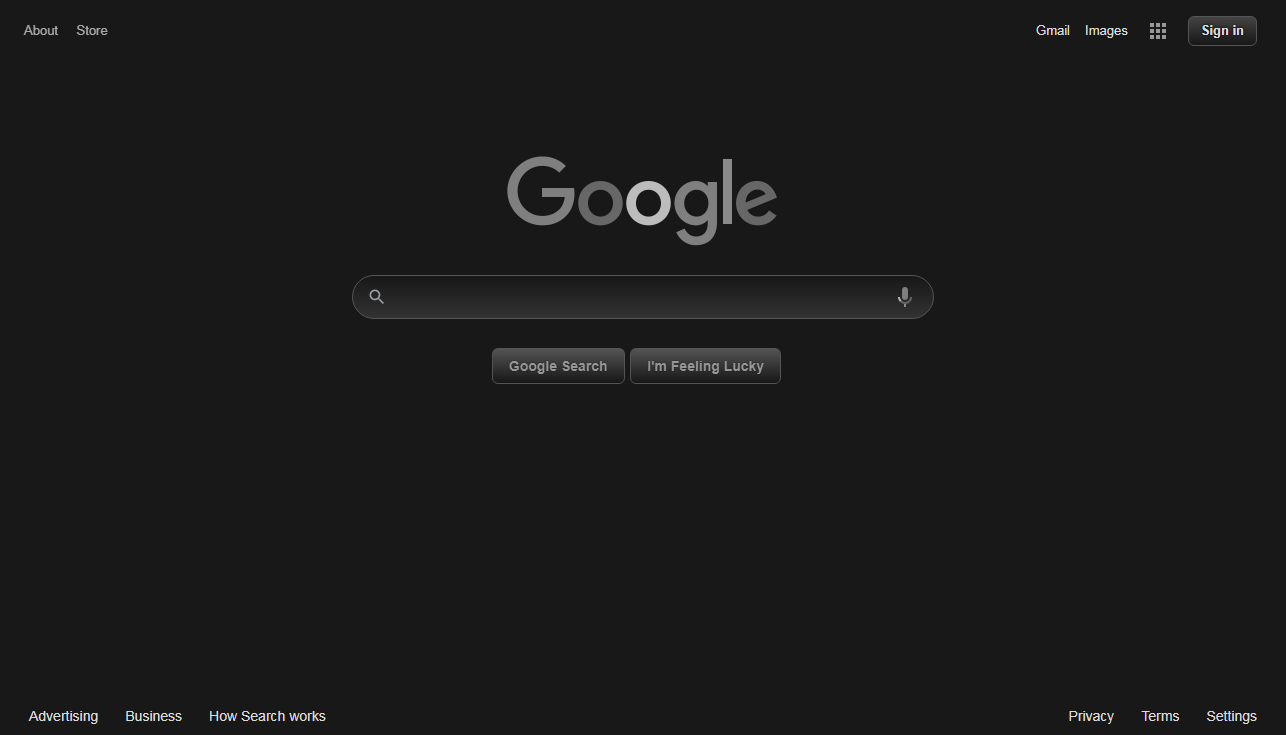 About Store Gmail Images Sign in
Google
Google Search I'm Feeling Lucky
Advertising Business How Search works Privacy Terms Settings